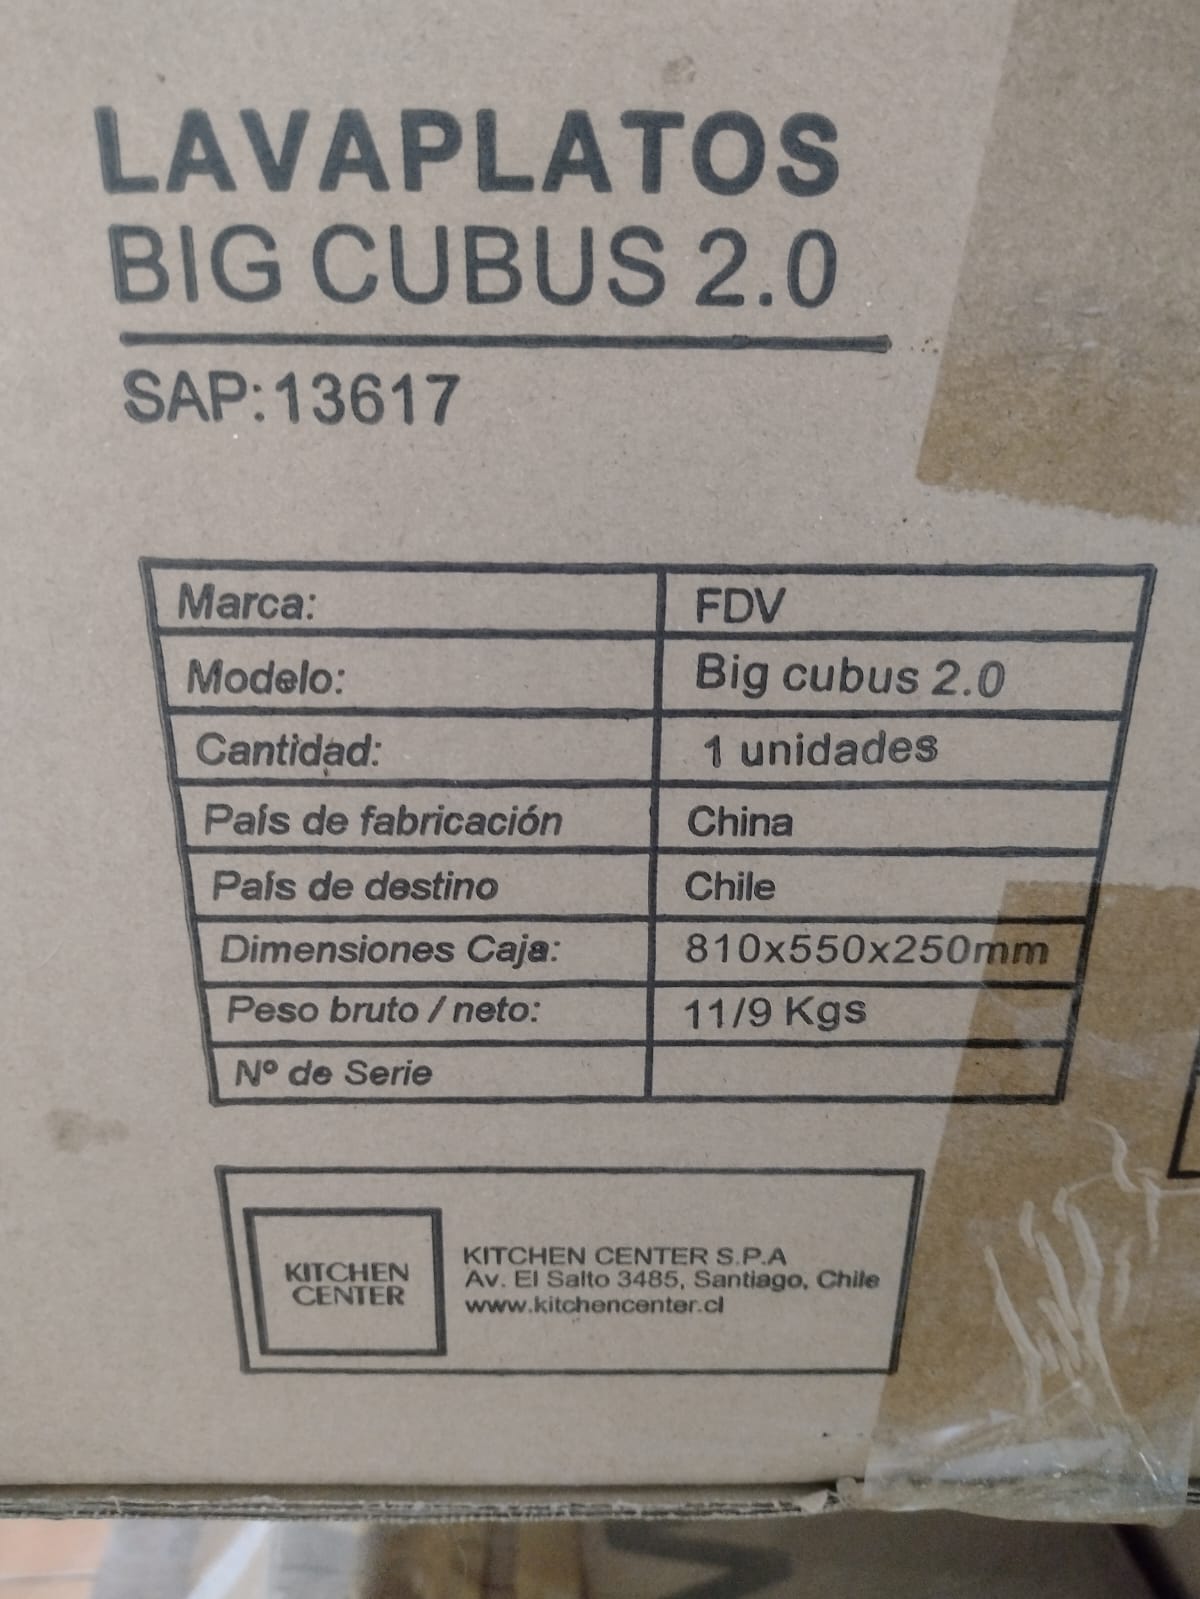 LAVAPLATOS
BIG CUBUS 2.0
SAP:13617
Marca: FDV
Modelo: Big cubus 2.0
Cantidad: 1 unidades
País de fabricación China
País de destino Chile
Dimensiones Caja: 810x550x250mm
Peso bruto / neto: 11/9 Kgs
Nº de Serie
KITCHEN
CENTER
KITCHEN CENTER S.P.A
Av. El Salto 3485, Santiago, Chile
www.kitchencenter.cl